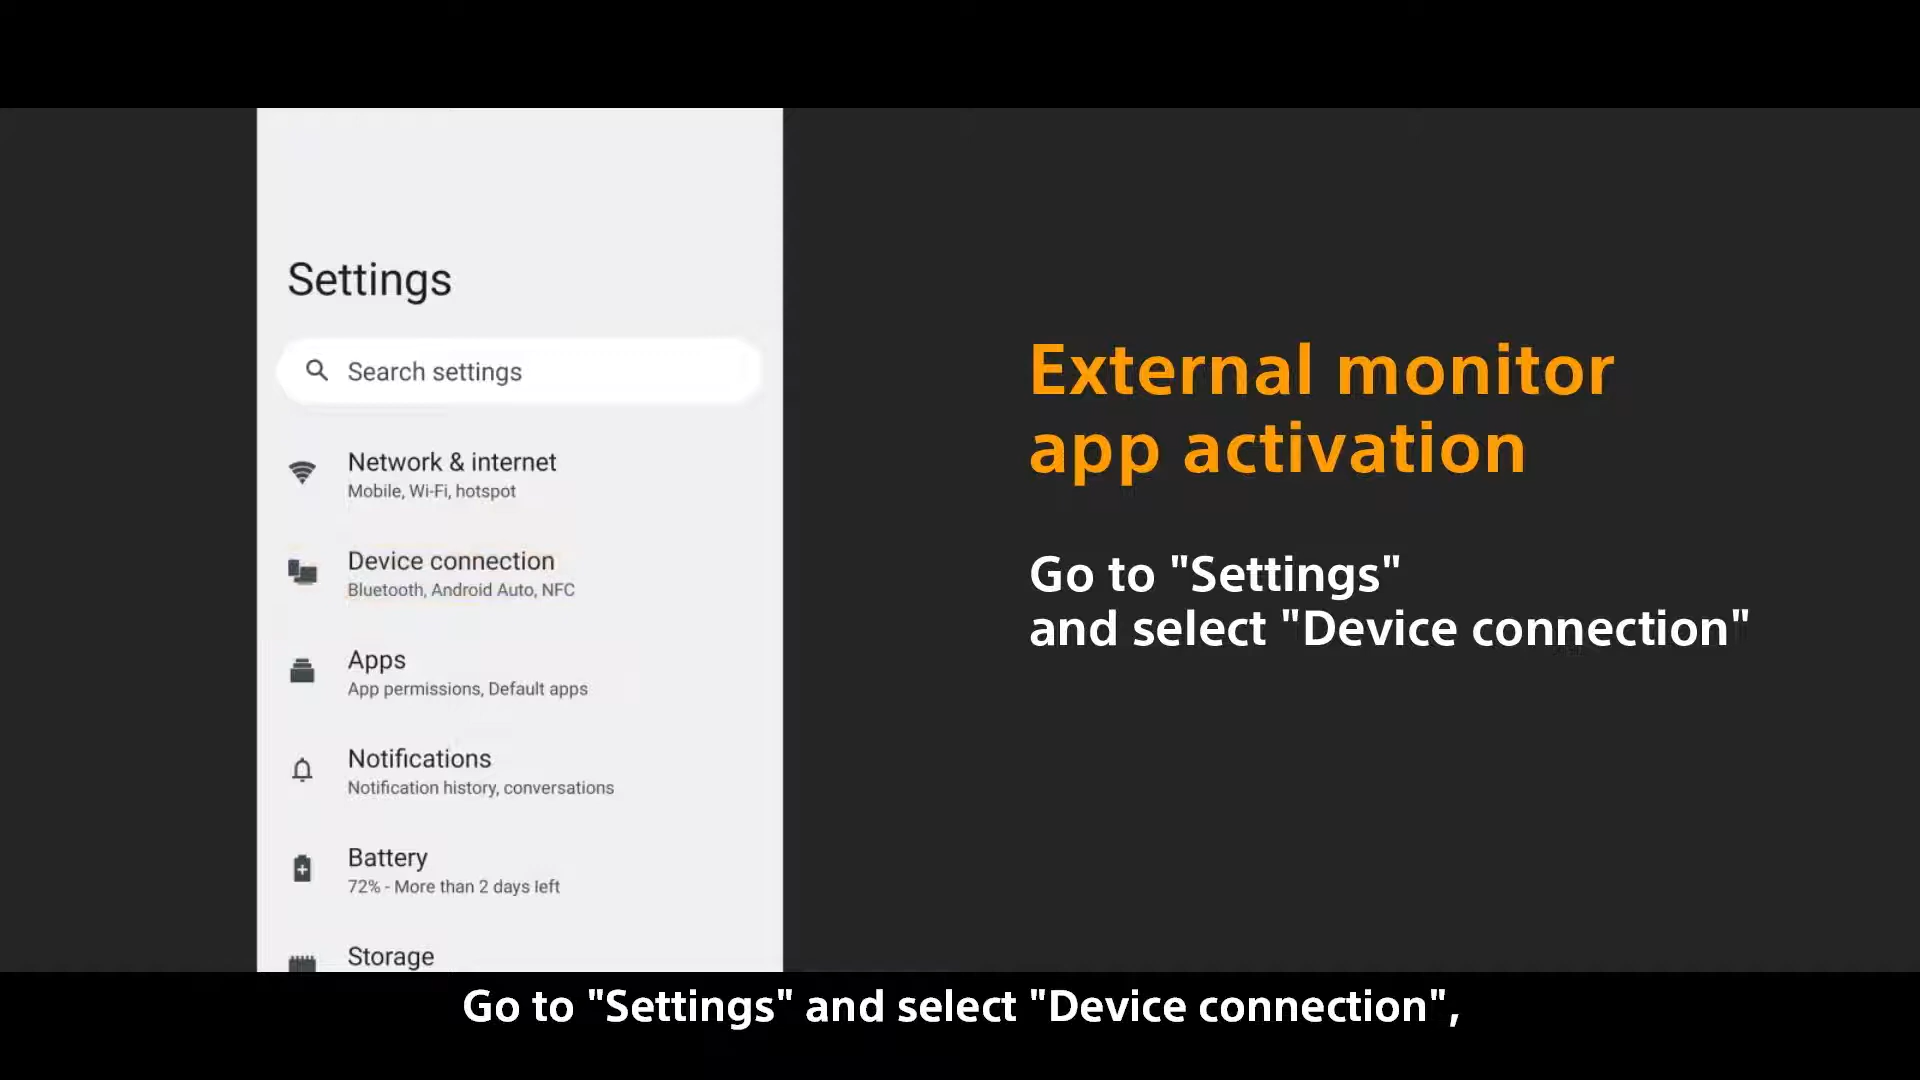 Settings
Search settings
Network & internet
Mobile, Wi-Fi, hotspot
Device connection
Bluetooth, Android Auto, NFC
Apps
App permissions, Default apps
Notifications
Notification history, conversations
Battery
72% - More than 2 days left
Storage
External monitor
app activation
Go to "Settings"
and select "Device connection"
Go to "Settings" and select "Device connection",